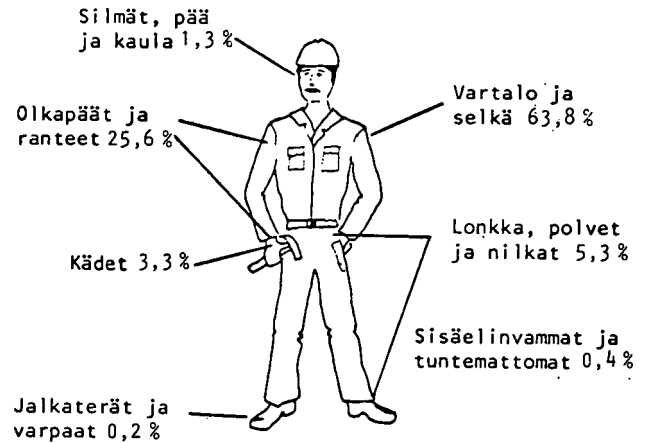 Silmät, pää
ja kaula 1,3 %
Olkapäät ja
ranteet 25,6 %
Vartalo ja
selkä 63,8 %
Kädet 3,3 %
Lonkka, polvet
ja nilkat 5,3 %
Sisäelinvammat ja
tuntemattomat 0,4 %
Jalkaterät ja
varpaat 0,2 %